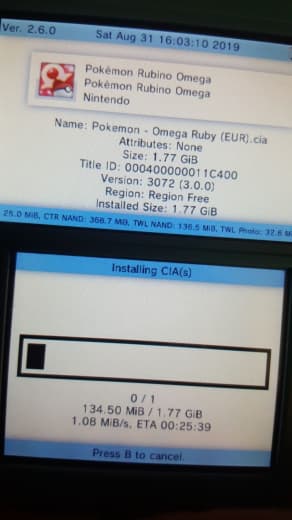 Ver. 2.6.0 Sat Aug 31 16:03:10 2019
Pokémon Rubino Omega
Pokémon Rubino Omega
Nintendo
Name: Pokemon - Omega Ruby (EUR).cia
Attributes: None
Size: 1.77 GiB
Title ID: 000400000011C400
Version: 3072 (3.0.0)
Region: Region Free
Installed Size: 1.77 GiB
MiB, CTR NAND: 368.7 MiB, TWL NAND: 136.5 MiB, TWL Photo: 32.6
Installing CIA(s)
0 / 1
134.50 MiB / 1.77 GiB
1.08 MiB/s, ETA 00:25:39
Press B to cancel.